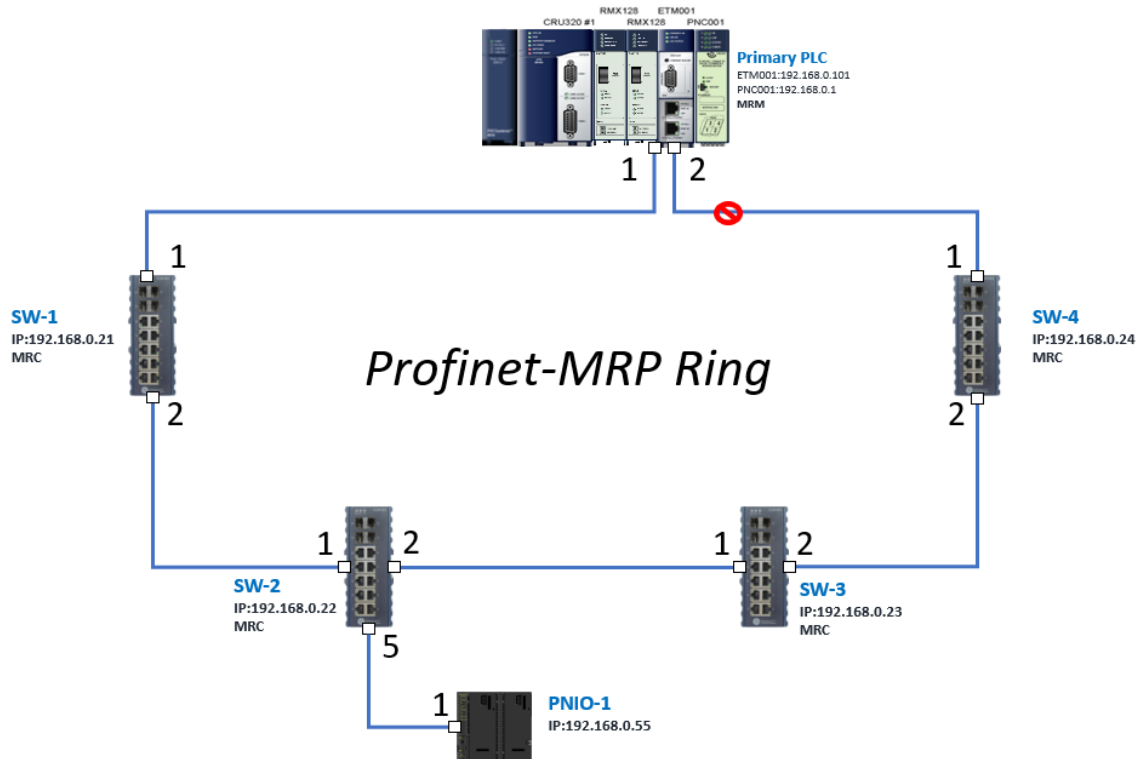 RMX128 ETM001
CRU320 #1 RMX128 PNC001
Primary PLC
ETM001:192.168.0.101
PNC001:192.168.0.1
MRM
1 2
1
SW-1
IP:192.168.0.21
MRC
2
1
SW-4
IP:192.168.0.24
MRC
2
Profinet-MRP Ring
1 2
SW-2
IP:192.168.0.22
MRC
5
1 2
SW-3
IP:192.168.0.23
MRC
1
PNIO-1
IP:192.168.0.55